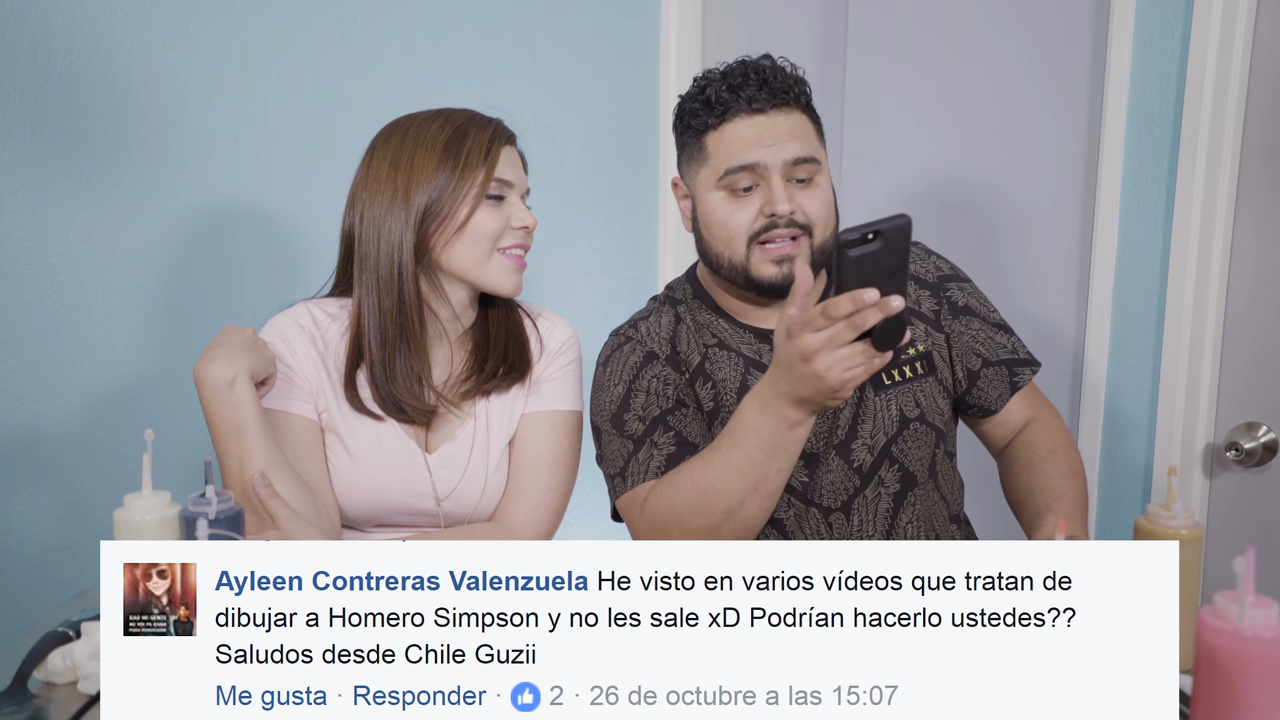 LXXXI
Ayleen Contreras Valenzuela He visto en varios vídeos que tratan de
dibujar a Homero Simpson y no les sale xD Podrían hacerlo ustedes??
Saludos desde Chile Guzii
Me gusta · Responder · 2 · 26 de octubre a las 15:07